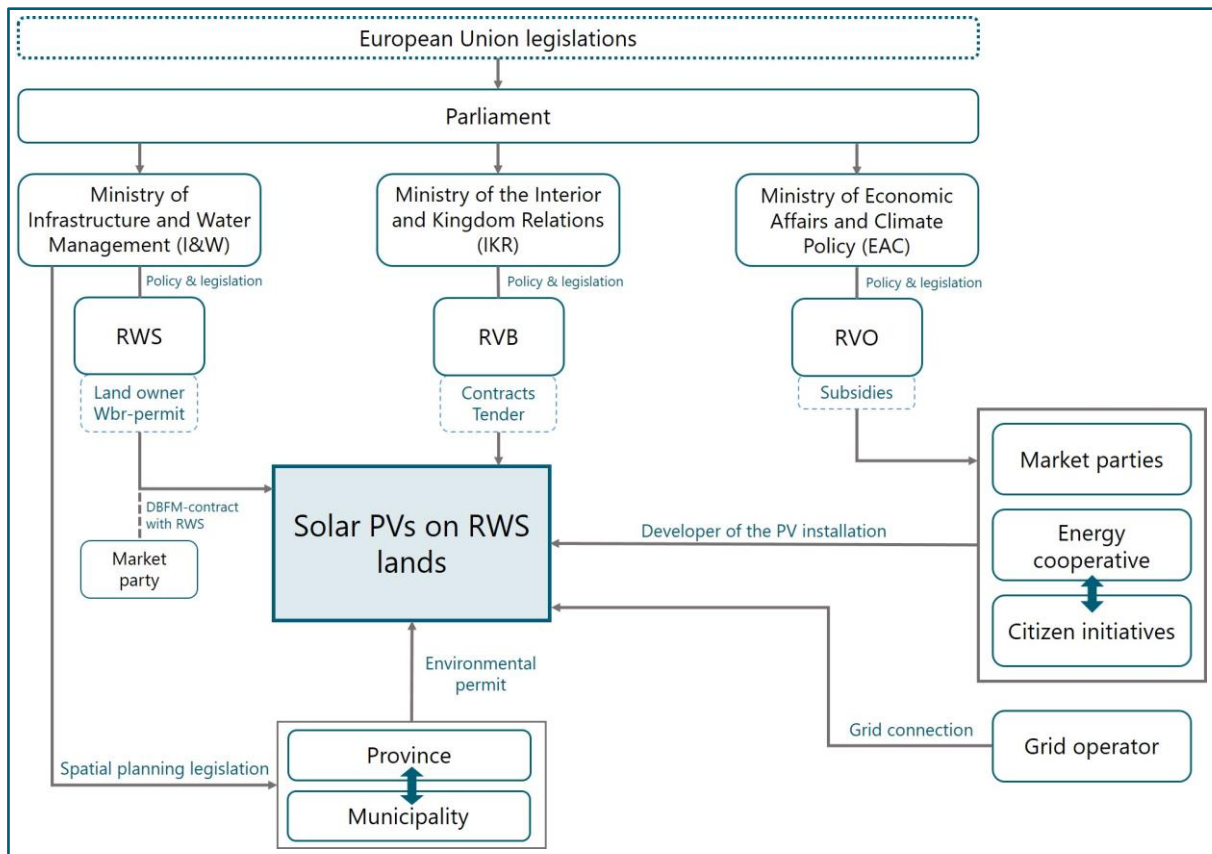 European Union legislations
Parliament
Ministry of
Infrastructure and Water
Management (I&W)
Ministry of the Interior
and Kingdom Relations
(IKR)
Ministry of Economic
Affairs and Climate
Policy (EAC)
Policy & legislation
Policy & legislation
Policy & legislation
RWS
RVB
RVO
Land owner
Wbr-permit
Contracts
Tender
Subsidies
Market parties
DBFM-contract
with RWS
Solar PVs on RWS
lands
Developer of the PV installation
Energy
cooperative
Market
party
Citizen initiatives
Environmental
permit
Grid connection
Grid operator
Spatial planning legislation
Province
Municipality